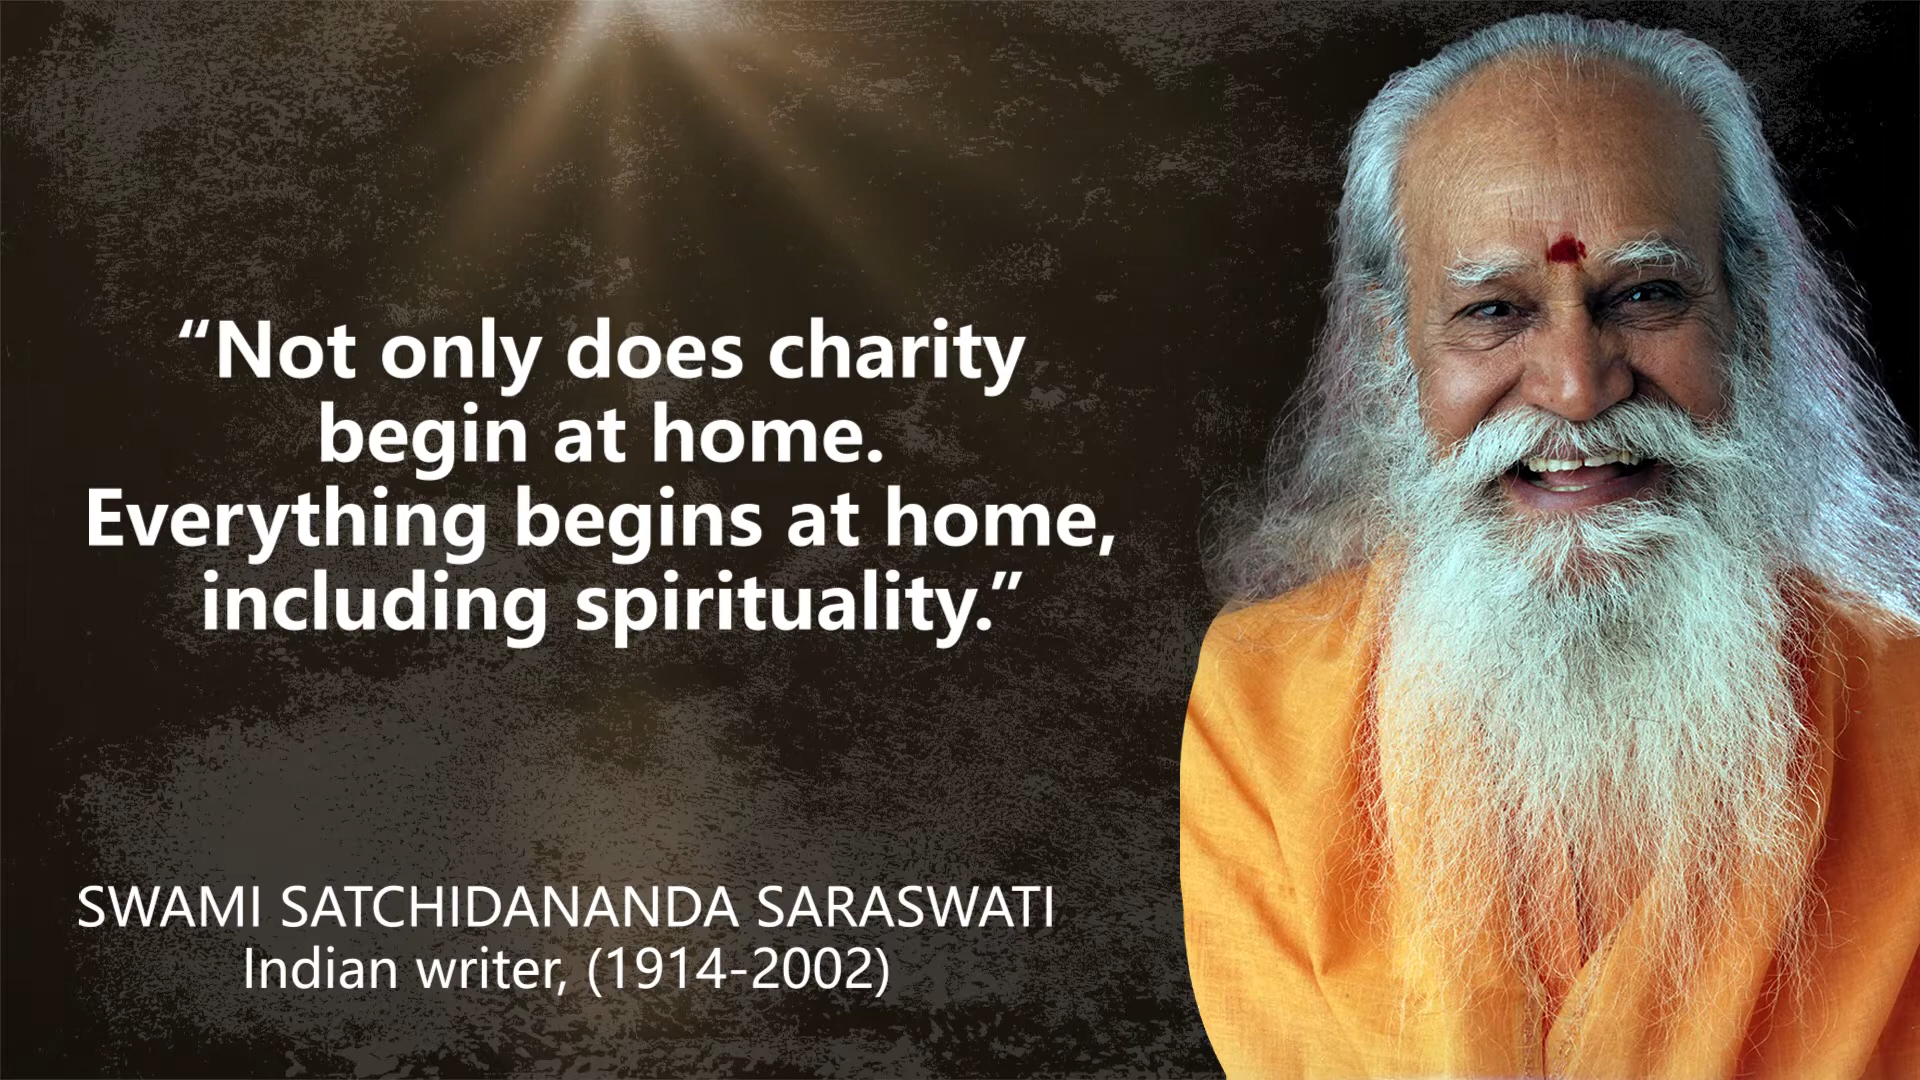 “Not only does charity
begin at home.
Everything begins at home,
including spirituality.”
SWAMI SATCHIDANANDA SARASWATI
Indian writer, (1914-2002)